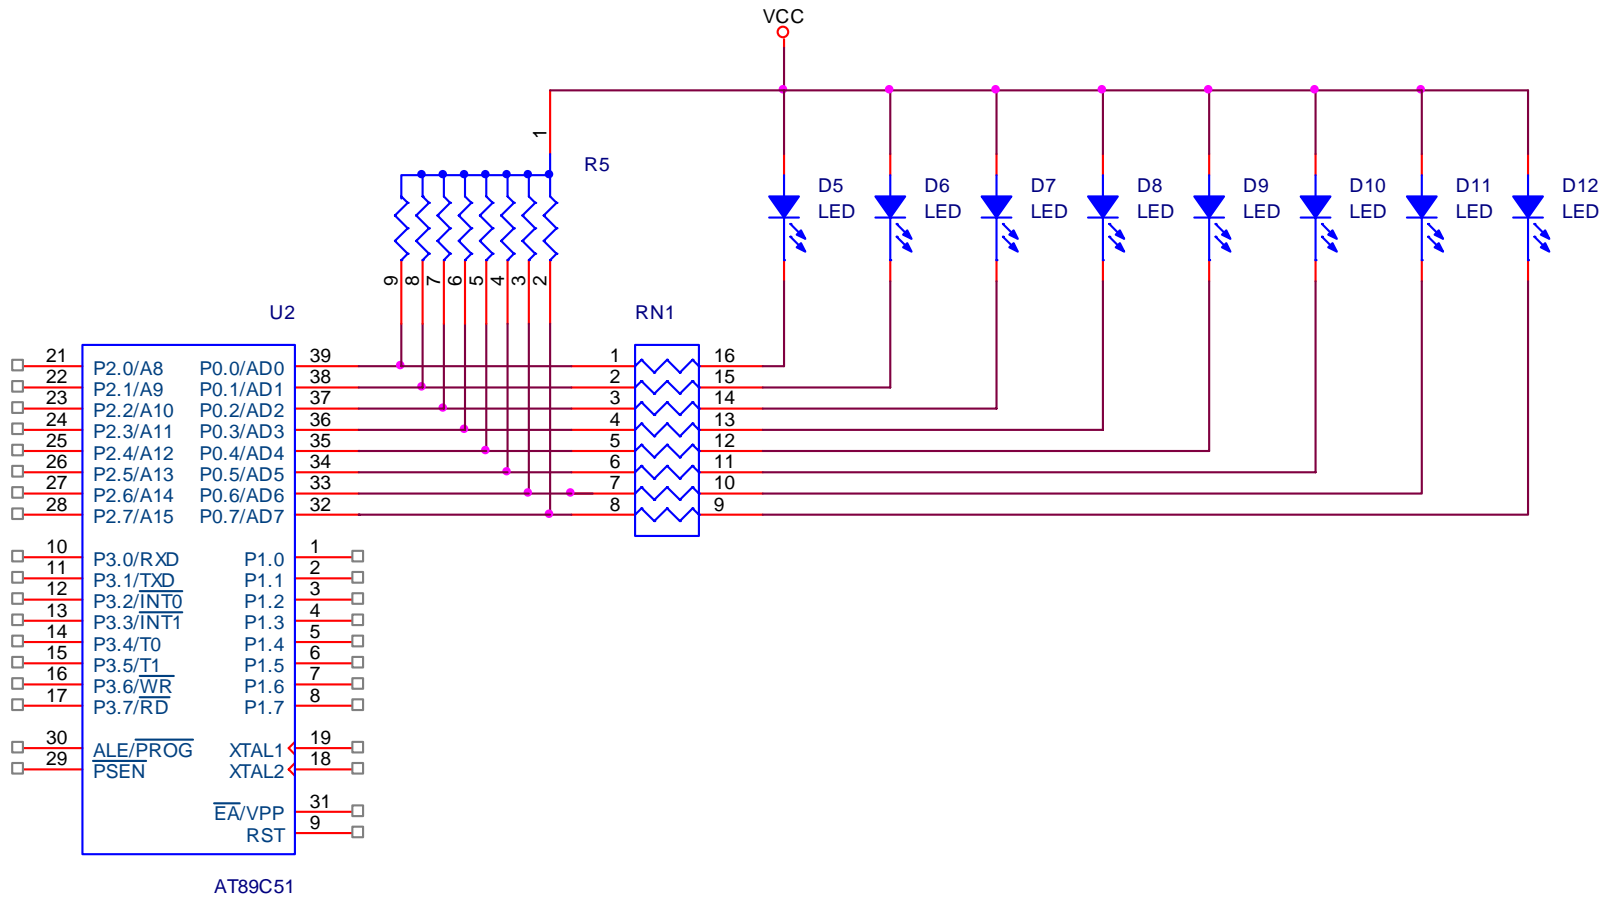 VCC
1
R5
D5
LED
D6
LED
D7
LED
D8
LED
D9
LED
D10
LED
D11
LED
D12
LED
9 8 7 6 5 4 3 2
U2
RN1
21 P2.0/A8 P0.0/AD0 39 1 16
22 P2.1/A9 P0.1/AD1 38 2 15
23 P2.2/A10 P0.2/AD2 37 3 14
24 P2.3/A11 P0.3/AD3 36 4 13
25 P2.4/A12 P0.4/AD4 35 5 12
26 P2.5/A13 P0.5/AD5 34 6 11
27 P2.6/A14 P0.6/AD6 33 7 10
28 P2.7/A15 P0.7/AD7 32 8 9
10 P3.0/RXD P1.0 1
11 P3.1/TXD P1.1 2
12 P3.2/INT0 P1.2 3
13 P3.3/INT1 P1.3 4
14 P3.4/T0 P1.4 5
15 P3.5/T1 P1.5 6
16 P3.6/WR P1.6 7
17 P3.7/RD P1.7 8
30 ALE/PROG XTAL1 19
29 PSEN XTAL2 18
EA/VPP 31
RST 9
AT89C51